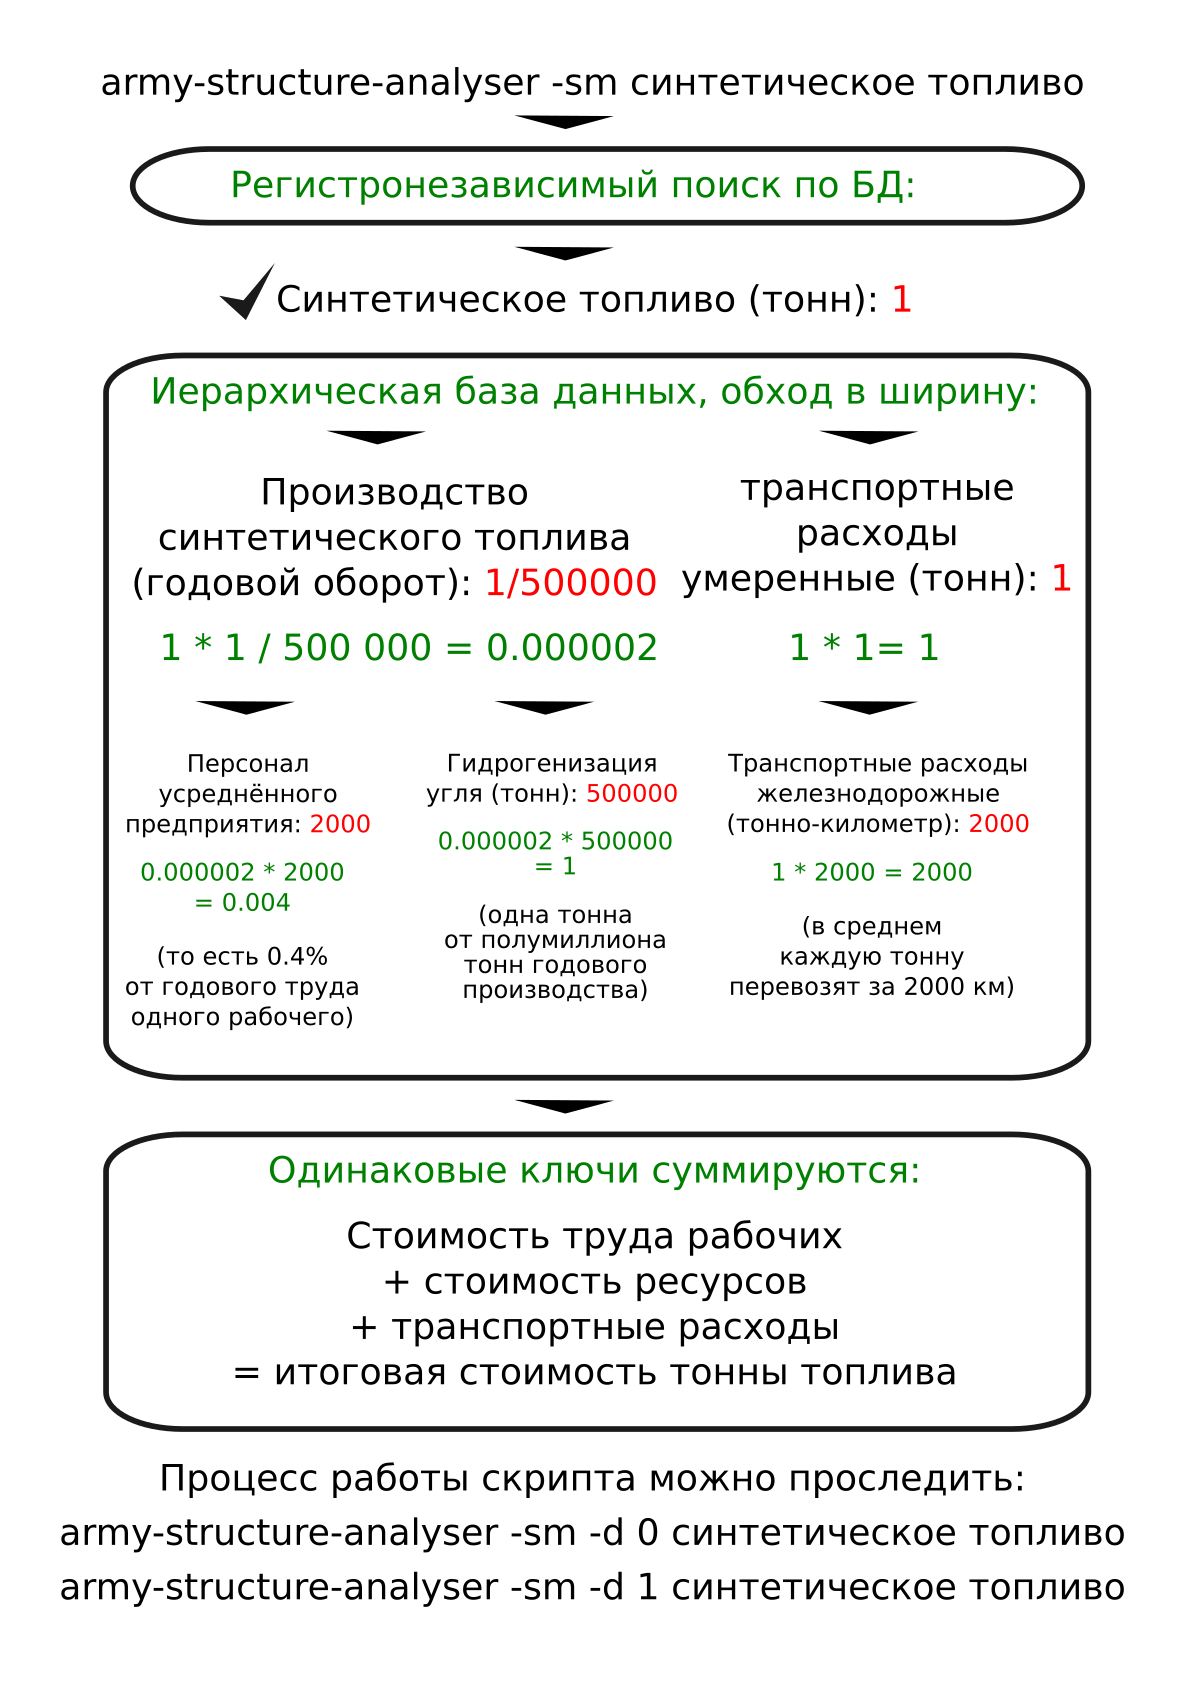 army-structure-analyser -sm синтетическое топливо
Регистронезависимый поиск по БД:
Синтетическое топливо (тонн): 1
Иерархическая база данных, обход в ширину:
Производство
синтетического топлива
(годовой оборот): 1/500000
1 * 1 / 500 000 = 0.000002
транспортные
расходы
умеренные (тонн): 1
1 * 1= 1
Персонал
усреднённого
предприятия: 2000
0.000002 * 2000
= 0.004
(то есть 0.4%
от годового труда
одного рабочего)
Гидрогенизация
угля (тонн): 500000
0.000002 * 500000
= 1
(одна тонна
от полумиллиона
тонн годового
производства)
Транспортные расходы
железнодорожные
(тонно-километр): 2000
1 * 2000 = 2000
(в среднем
каждую тонну
перевозят за 2000 км)
Одинаковые ключи суммируются:
Стоимость труда рабочих
+ стоимость ресурсов
+ транспортные расходы
= итоговая стоимость тонны топлива
Процесс работы скрипта можно проследить:
army-structure-analyser -sm -d 0 синтетическое топливо
army-structure-analyser -sm -d 1 синтетическое топливо